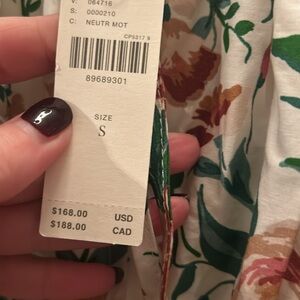 V: 064716
S: 0000210
C: NEUTR MOT
CP5317 9
89689301
SIZE
S
$168.00 USD
$188.00 CAD